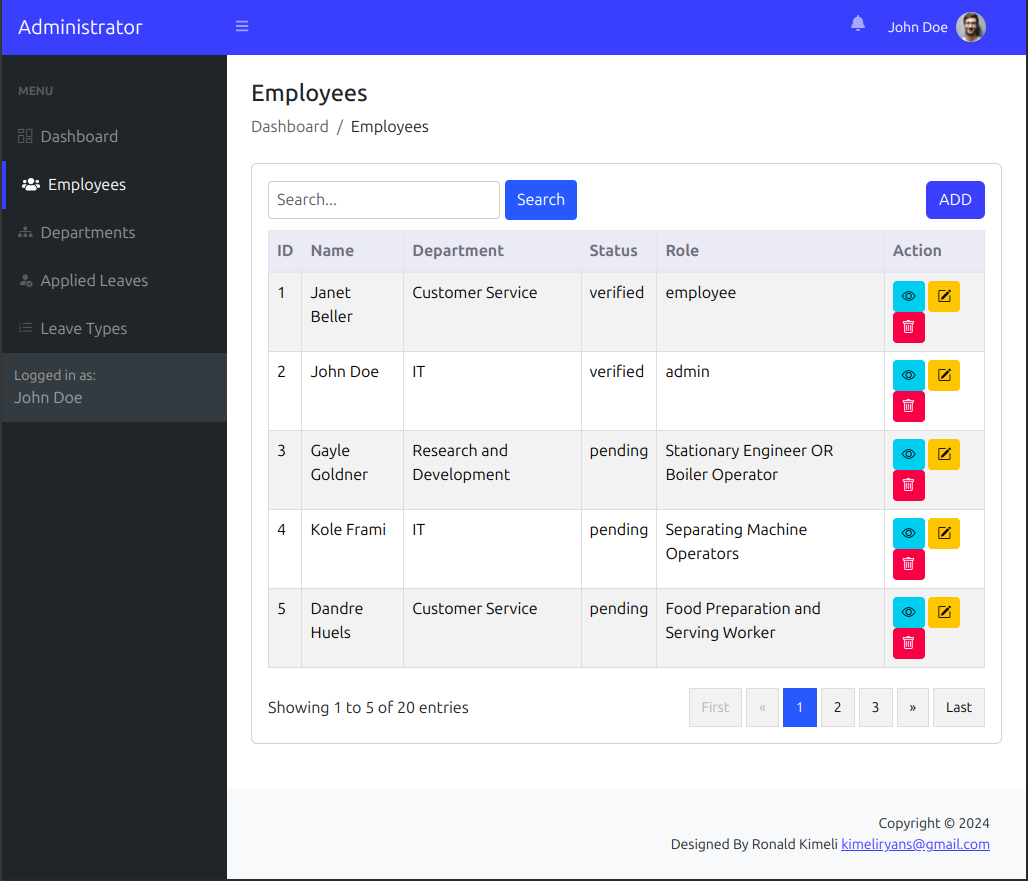 Administrator
John Doe
MENU
Dashboard
Employees
Departments
Applied Leaves
Leave Types
Logged in as:
John Doe
Employees
Dashboard / Employees
Search...
Search
ADD
ID Name Department Status Role Action
1 Janet Beller Customer Service verified employee
2 John Doe IT verified admin
3 Gayle Goldner Research and Development pending Stationary Engineer OR Boiler Operator
4 Kole Frami IT pending Separating Machine Operators
5 Dandre Huels Customer Service pending Food Preparation and Serving Worker
Showing 1 to 5 of 20 entries
First « 1 2 3 » Last
Copyright © 2024
Designed By Ronald Kimeli kimeliryans@gmail.com